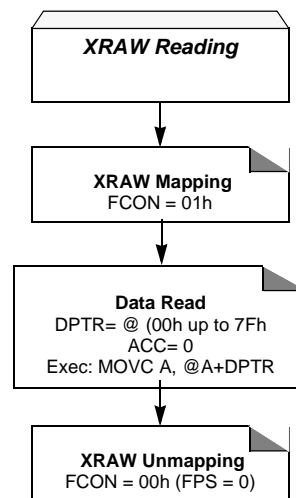 XRAW Reading
XRAW Mapping
FCON = 01h
Data Read
DPTR= @ (00h up to 7Fh
ACC= 0
Exec: MOVC A, @A+DPTR
XRAW Unmapping
FCON = 00h (FPS = 0)